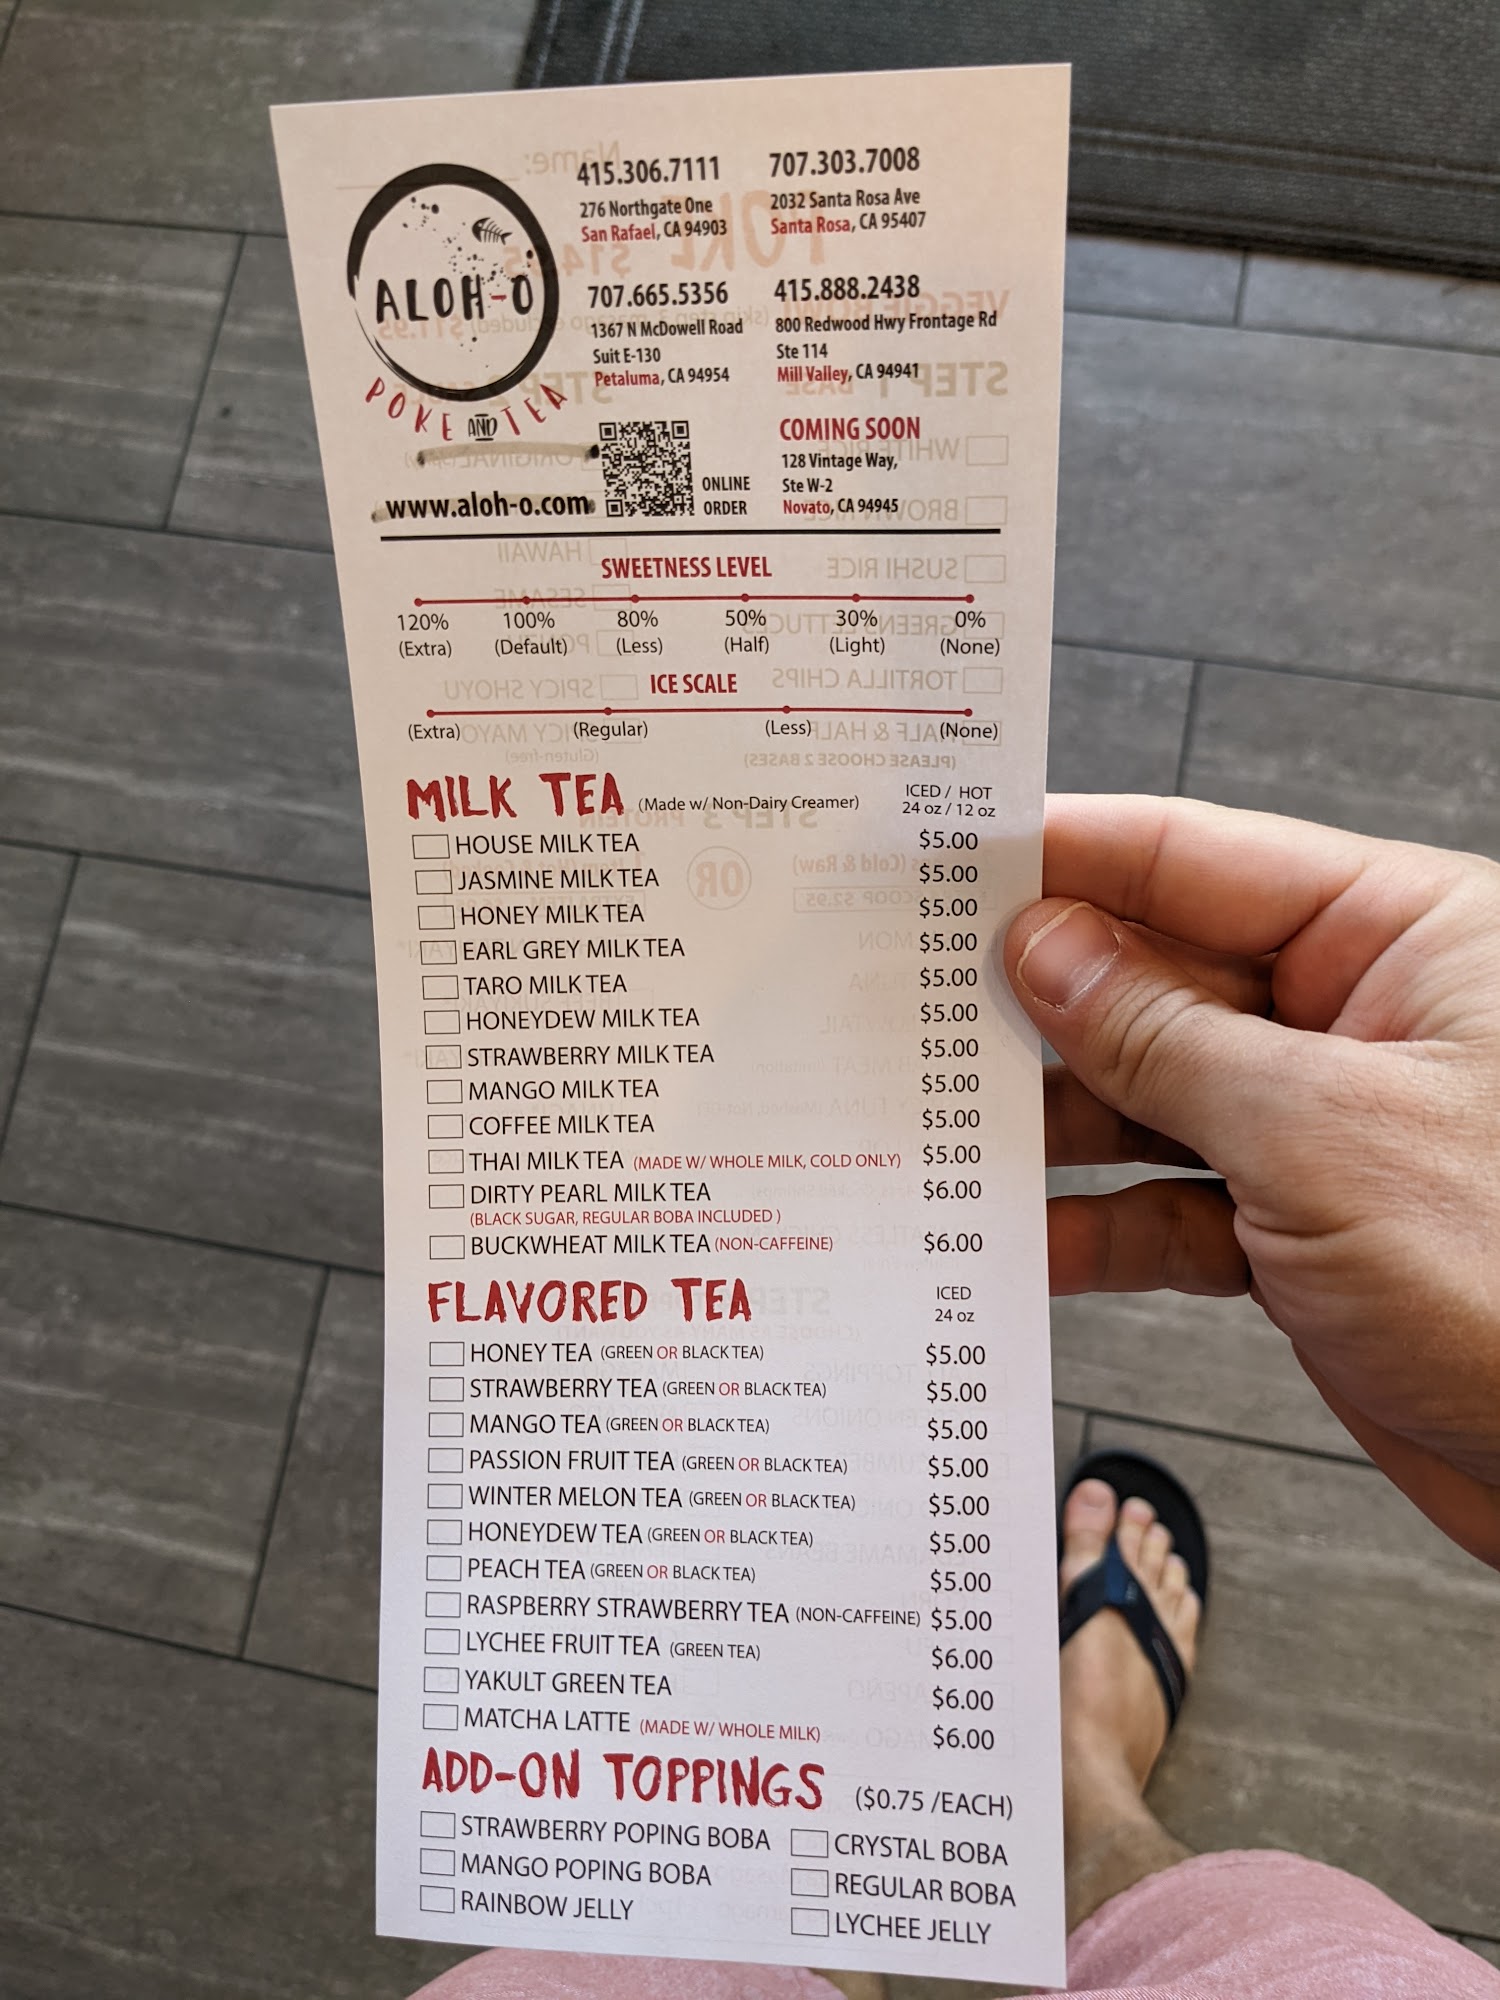 ALOH-O
POKE AND TEA
www.aloh-o.com
415.306.7111
276 Northgate One
San Rafael, CA 94903
707.303.7008
2032 Santa Rosa Ave
Santa Rosa, CA 95407
707.665.5356
1367 N McDowell Road
Suit E-130
Petaluma, CA 94954
415.888.2438
800 Redwood Hwy Frontage Rd
Ste 114
Mill Valley, CA 94941
ONLINE
ORDER
COMING SOON
128 Vintage Way,
Ste W-2
Novato, CA 94945
SWEETNESS LEVEL
120% 100% 80% 50% 30% 0%
(Extra) (Default) (Less) (Half) (Light) (None)
ICE SCALE
(Extra) (Regular) (Less) (None)
MILK TEA (Made w/ Non-Dairy Creamer) ICED / HOT
24 oz / 12 oz
HOUSE MILK TEA $5.00
JASMINE MILK TEA $5.00
HONEY MILK TEA $5.00
EARL GREY MILK TEA $5.00
TARO MILK TEA $5.00
HONEYDEW MILK TEA $5.00
STRAWBERRY MILK TEA $5.00
MANGO MILK TEA $5.00
COFFEE MILK TEA $5.00
THAI MILK TEA (MADE W/ WHOLE MILK, COLD ONLY) $5.00
DIRTY PEARL MILK TEA $6.00
(BLACK SUGAR, REGULAR BOBA INCLUDED )
BUCKWHEAT MILK TEA (NON-CAFFEINE) $6.00
FLAVORED TEA ICED
24 oz
HONEY TEA (GREEN OR BLACK TEA) $5.00
STRAWBERRY TEA (GREEN OR BLACK TEA) $5.00
MANGO TEA (GREEN OR BLACK TEA) $5.00
PASSION FRUIT TEA (GREEN OR BLACK TEA) $5.00
WINTER MELON TEA (GREEN OR BLACK TEA) $5.00
HONEYDEW TEA (GREEN OR BLACK TEA) $5.00
PEACH TEA (GREEN OR BLACK TEA) $5.00
RASPBERRY STRAWBERRY TEA (NON-CAFFEINE) $5.00
LYCHEE FRUIT TEA (GREEN TEA) $6.00
YAKULT GREEN TEA $6.00
MATCHA LATTE (MADE W/ WHOLE MILK) $6.00
ADD-ON TOPPINGS ($0.75 /EACH)
STRAWBERRY POPING BOBA CRYSTAL BOBA
MANGO POPING BOBA REGULAR BOBA
RAINBOW JELLY LYCHEE JELLY